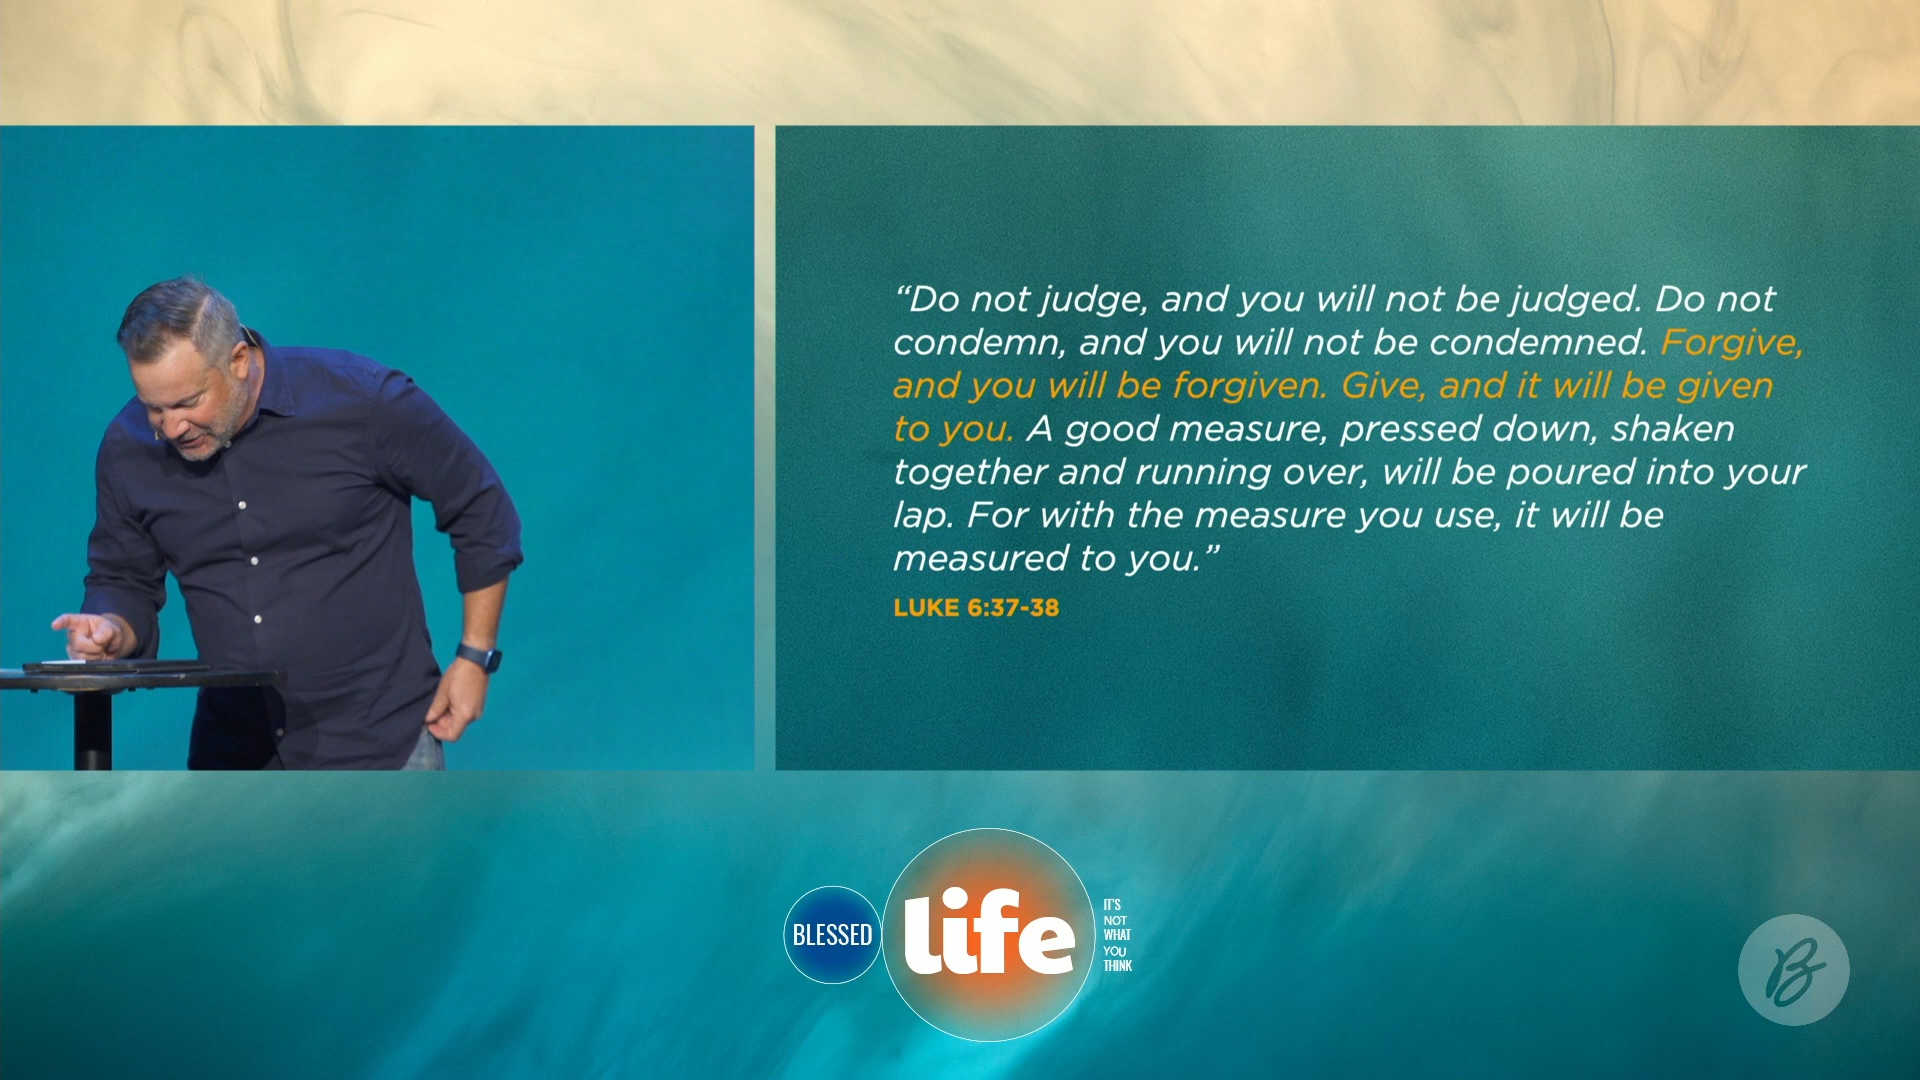 “Do not judge, and you will not be judged. Do not
condemn, and you will not be condemned. Forgive,
and you will be forgiven. Give, and it will be given
to you. A good measure, pressed down, shaken
together and running over, will be poured into your
lap. For with the measure you use, it will be
measured to you.”
LUKE 6:37-38
BLESSED
life
IT'S
NOT
WHAT
YOU
THINK
B